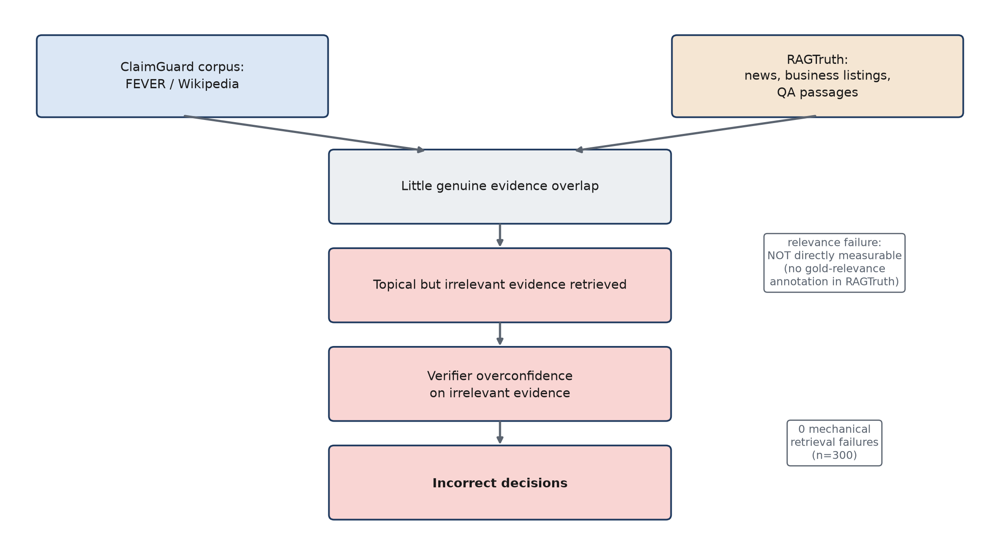 ClaimGuard corpus:
FEVER / Wikipedia
RAGTruth:
news, business listings,
QA passages
Little genuine evidence overlap
relevance failure:
NOT directly measurable
(no gold-relevance
annotation in RAGTruth)
Topical but irrelevant evidence retrieved
Verifier overconfidence
on irrelevant evidence
0 mechanical
retrieval failures
(n=300)
Incorrect decisions